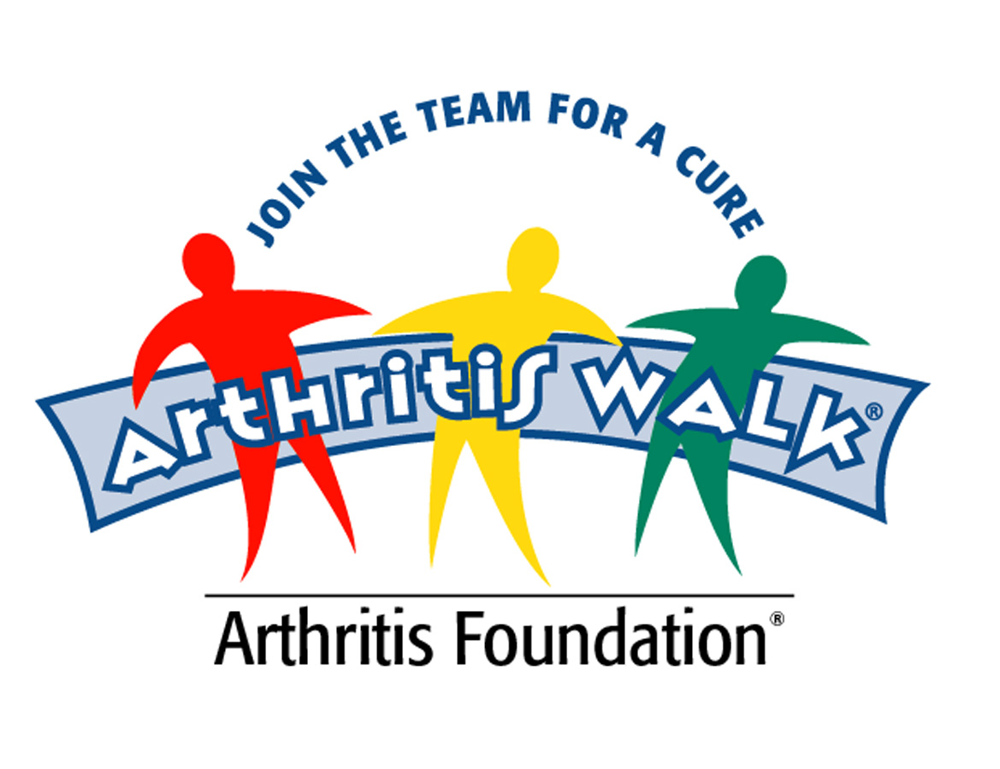 JOIN THE TEAM FOR A CURE
Arthritis WALK®
Arthritis Foundation®